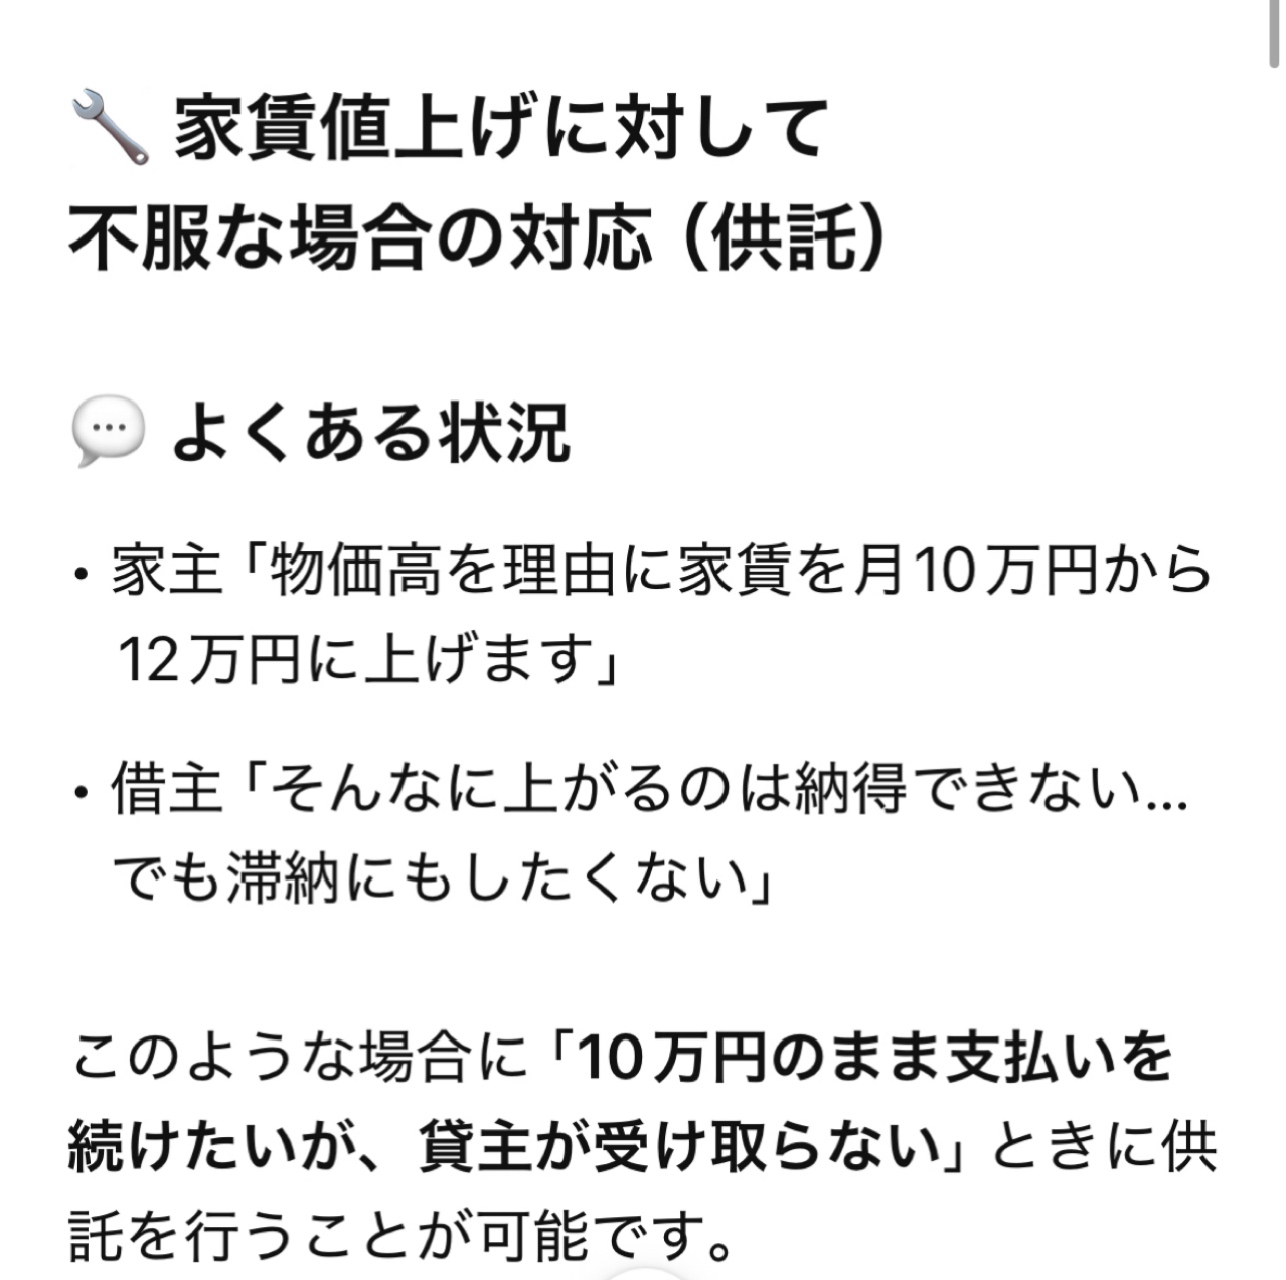 🔧 家賃値上げに対して
不服な場合の対応（供託）
💬 よくある状況
• 家主「物価高を理由に家賃を月10万円から
12万円に上げます」
• 借主「そんなに上がるのは納得できない…
でも滞納にもしたくない」
このような場合に「10万円のまま支払いを
続けたいが、貸主が受け取らない」ときに供
託を行うことが可能です。